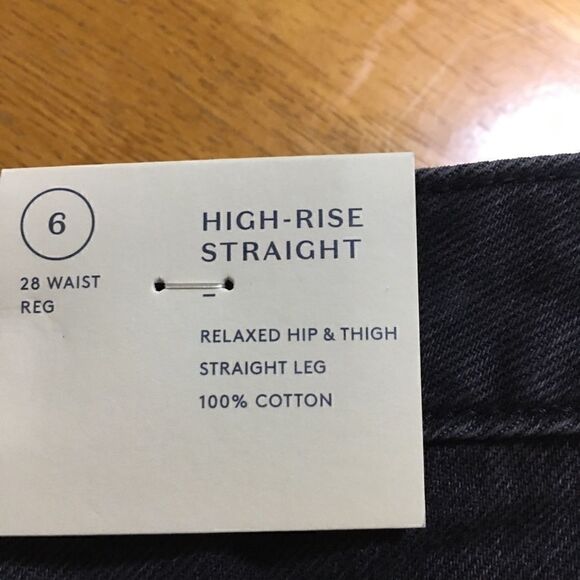 6
28 WAIST
REG
HIGH-RISE
STRAIGHT
RELAXED HIP & THIGH
STRAIGHT LEG
100% COTTON